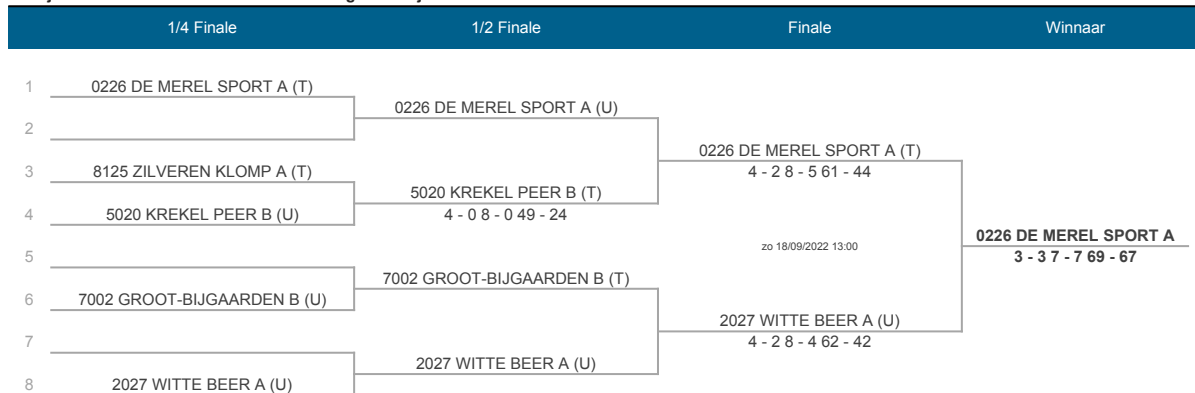 1/4 Finale 1/2 Finale Finale Winnaar
1 0226 DE MEREL SPORT A (T)
0226 DE MEREL SPORT A (U)
2
0226 DE MEREL SPORT A (T)
3 8125 ZILVEREN KLOMP A (T)
4 - 2 8 - 5 61 - 44
5020 KREKEL PEER B (T)
4 5020 KREKEL PEER B (U)
4 - 0 8 - 0 49 - 24
0226 DE MEREL SPORT A
zo 18/09/2022 13:00
3 - 3 7 - 7 69 - 67
5
7002 GROOT-BIJGAARDEN B (T)
6 7002 GROOT-BIJGAARDEN B (U)
2027 WITTE BEER A (U)
7
4 - 2 8 - 4 62 - 42
2027 WITTE BEER A (U)
8 2027 WITTE BEER A (U)